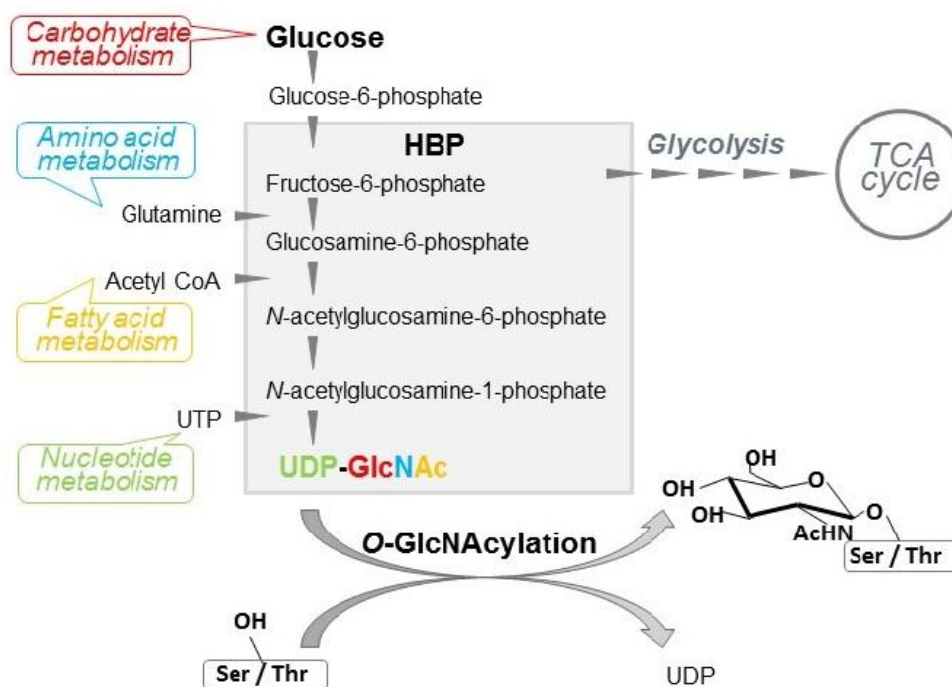 Carbohydrate
metabolism
Glucose
Glucose-6-phosphate
Amino acid
metabolism
HBP
Glycolysis
TCA
cycle
Fructose-6-phosphate
Glutamine
Glucosamine-6-phosphate
Acetyl CoA
Fatty acid
metabolism
N-acetylglucosamine-6-phosphate
N-acetylglucosamine-1-phosphate
UTP
Nucleotide
metabolism
UDP-GlcNAc
OH
OH
OH
O
O
AcHN
Ser / Thr
O-GlcNAcylation
OH
Ser / Thr
UDP